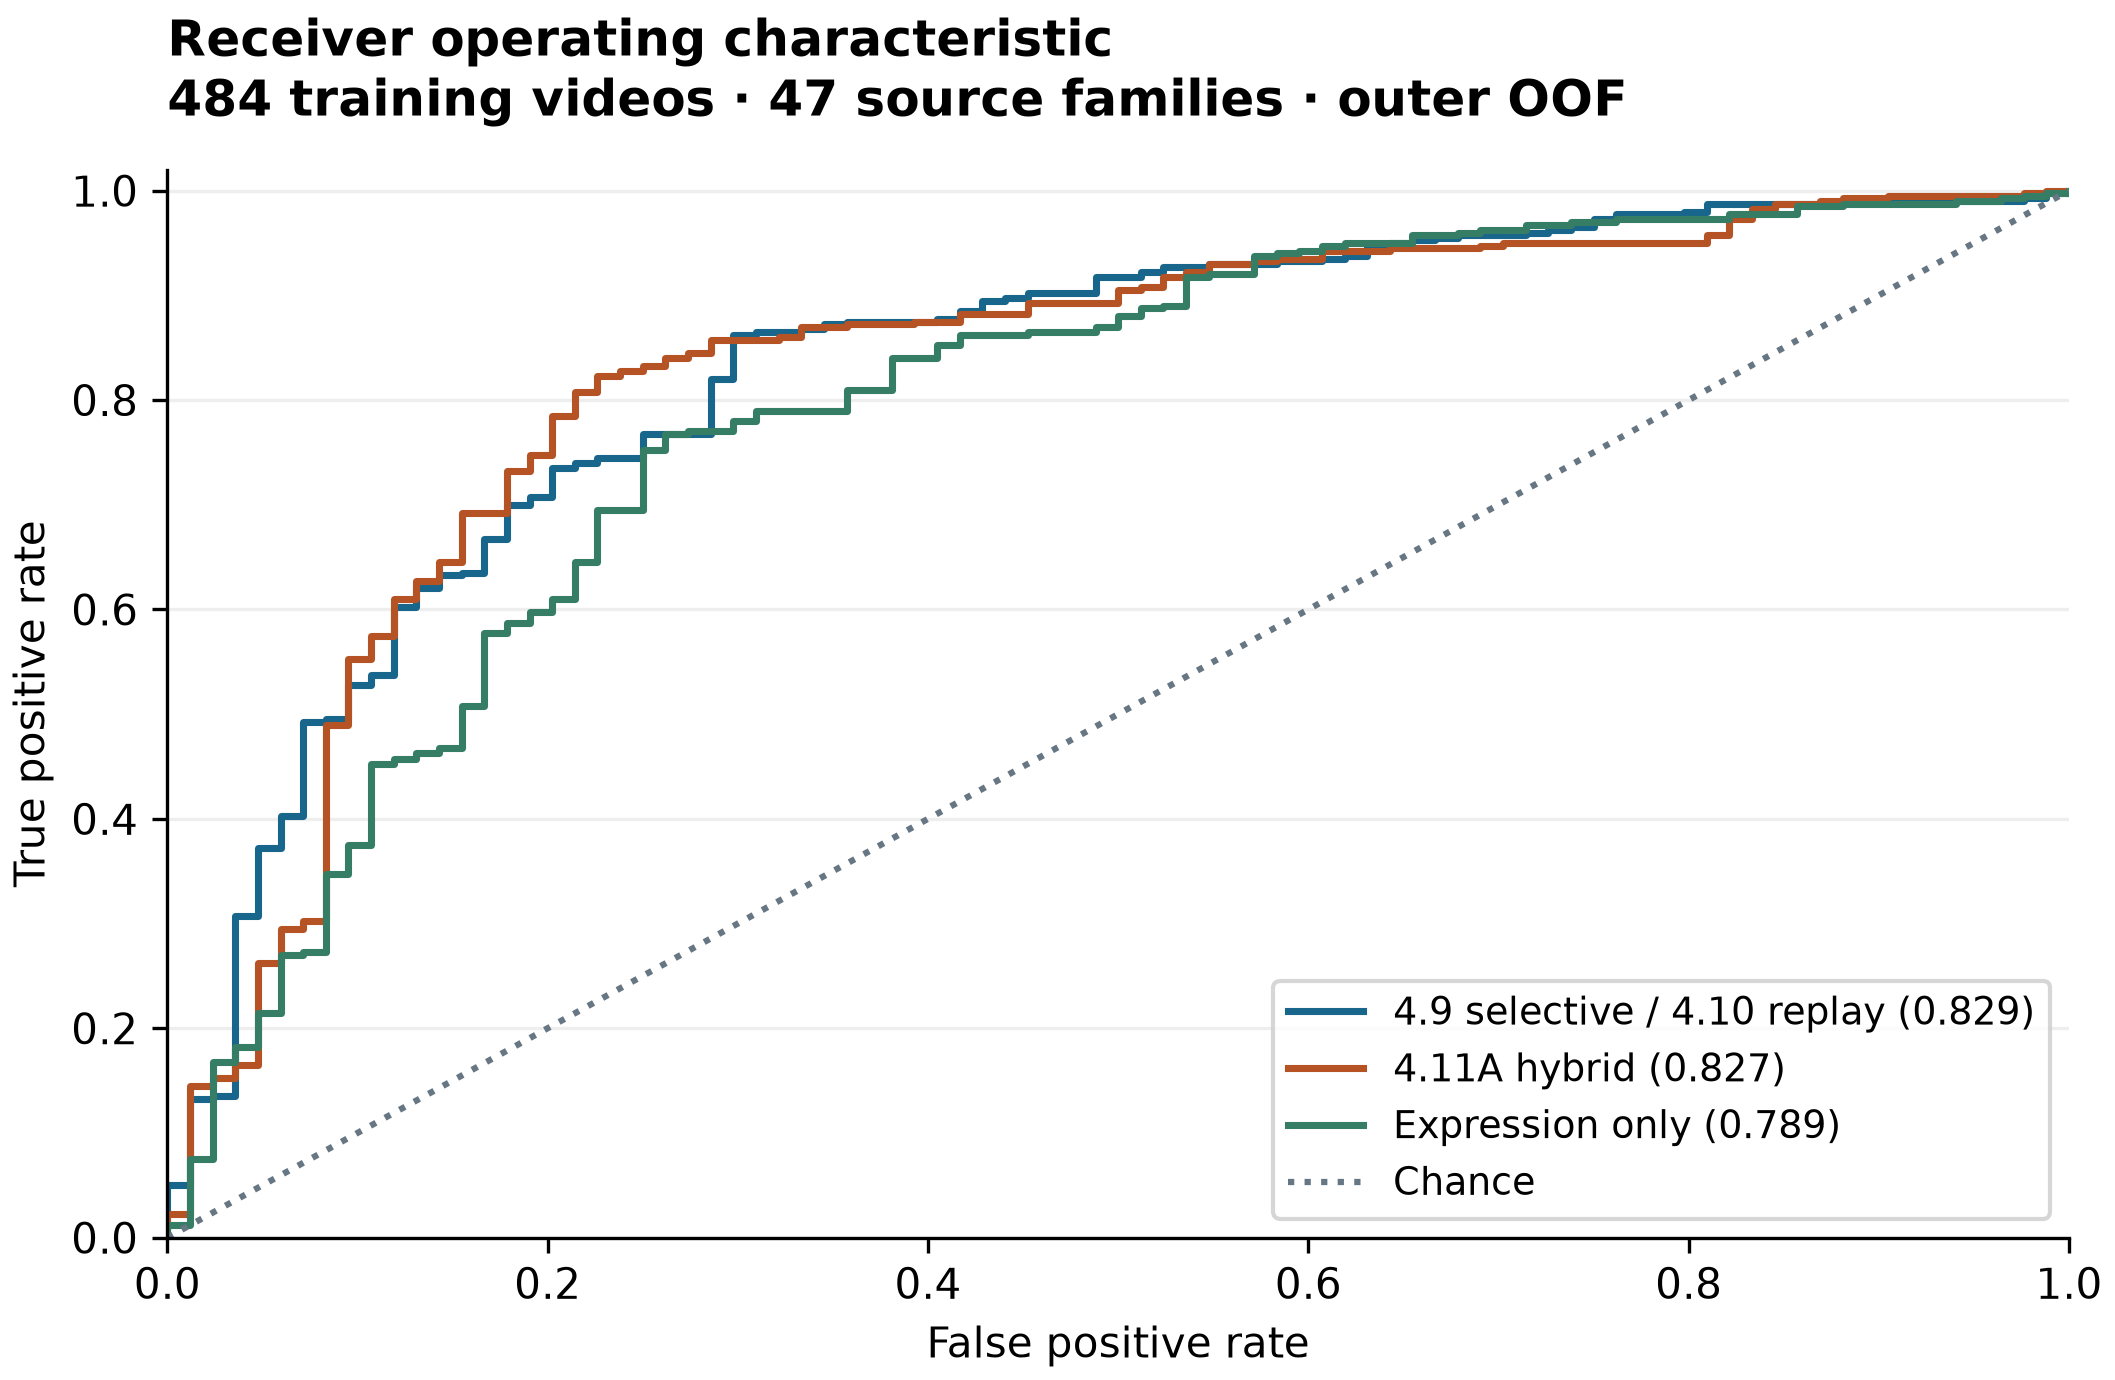 Receiver operating characteristic
484 training videos · 47 source families · outer OOF
True positive rate
1.0
0.8
0.6
0.4
0.2
0.0
0.0 0.2 0.4 0.6 0.8 1.0
False positive rate
4.9 selective / 4.10 replay (0.829)
4.11A hybrid (0.827)
Expression only (0.789)
Chance